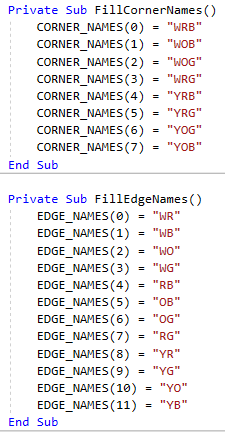 Private Sub FillCornerNames()
    CORNER_NAMES(0) = "WRB"
    CORNER_NAMES(1) = "WOB"
    CORNER_NAMES(2) = "WOG"
    CORNER_NAMES(3) = "WRG"
    CORNER_NAMES(4) = "YRB"
    CORNER_NAMES(5) = "YRG"
    CORNER_NAMES(6) = "YOG"
    CORNER_NAMES(7) = "YOB"
End Sub
Private Sub FillEdgeNames()
    EDGE_NAMES(0) = "WR"
    EDGE_NAMES(1) = "WB"
    EDGE_NAMES(2) = "WO"
    EDGE_NAMES(3) = "WG"
    EDGE_NAMES(4) = "RB"
    EDGE_NAMES(5) = "OB"
    EDGE_NAMES(6) = "OG"
    EDGE_NAMES(7) = "RG"
    EDGE_NAMES(8) = "YR"
    EDGE_NAMES(9) = "YG"
    EDGE_NAMES(10) = "YO"
    EDGE_NAMES(11) = "YB"
End Sub